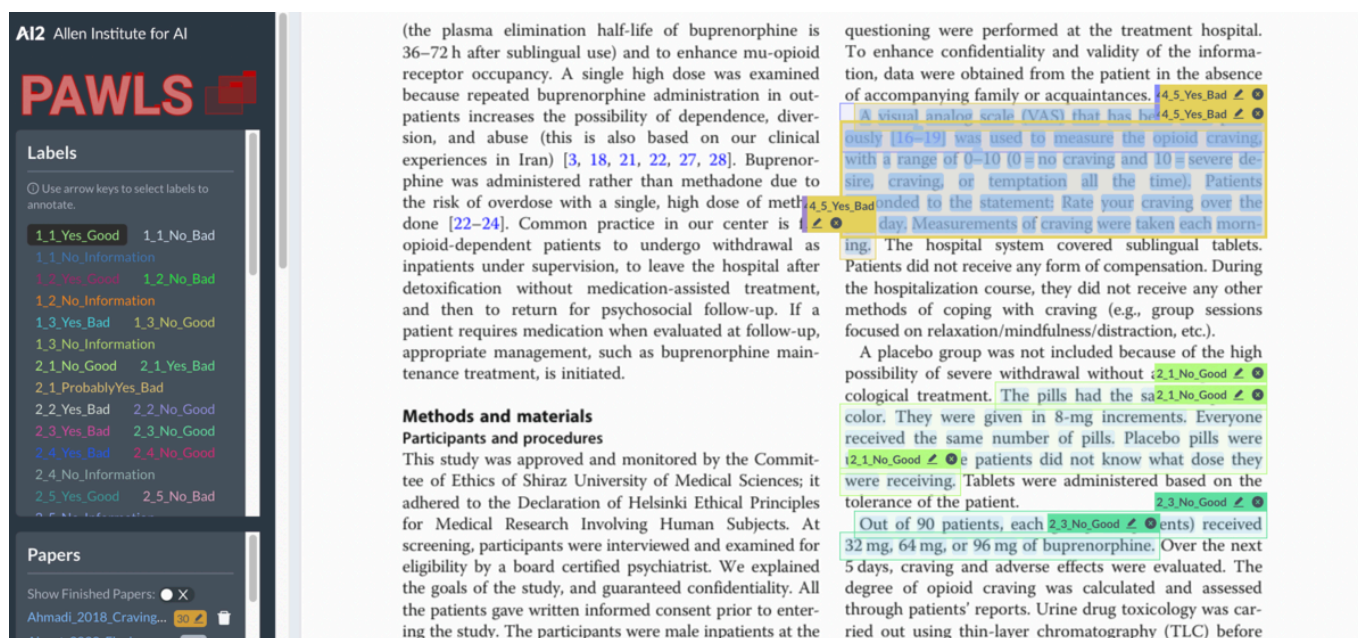 AI2 Allen Institute for AI
PAWLS
Labels
Use arrow keys to select labels to
annotate.
1_1_Yes_Good 1_1_No_Bad
1_1_No_Information
1_2_Yes_Good 1_2_No_Bad
1_2_No_Information
1_3_Yes_Bad 1_3_No_Good
1_3_No_Information
2_1_No_Good 2_1_Yes_Bad
2_1_ProbablyYes_Bad
2_2_Yes_Bad 2_2_No_Good
2_3_Yes_Bad 2_3_No_Good
2_4_Yes_Bad 2_4_No_Good
2_4_No_Information
2_5_Yes_Good 2_5_No_Bad
Papers
Show Finished Papers: X
Ahmadi_2018_Craving... 30
(the plasma elimination half-life of buprenorphine is
36–72 h after sublingual use) and to enhance mu-opioid
receptor occupancy. A single high dose was examined
because repeated buprenorphine administration in out-
patients increases the possibility of dependence, diver-
sion, and abuse (this is also based on our clinical
experiences in Iran) [3, 18, 21, 22, 27, 28]. Buprenor-
phine was administered rather than methadone due to
the risk of overdose with a single, high dose of meth
done [22–24]. Common practice in our center is
opioid-dependent patients to undergo withdrawal as
inpatients under supervision, to leave the hospital after
detoxification without medication-assisted treatment,
and then to return for psychosocial follow-up. If a
patient requires medication when evaluated at follow-up,
appropriate management, such as buprenorphine main-
tenance treatment, is initiated.
Methods and materials
Participants and procedures
This study was approved and monitored by the Commit-
tee of Ethics of Shiraz University of Medical Sciences; it
adhered to the Declaration of Helsinki Ethical Principles
for Medical Research Involving Human Subjects. At
screening, participants were interviewed and examined for
eligibility by a board certified psychiatrist. We explained
the goals of the study, and guaranteed confidentiality. All
the patients gave written informed consent prior to enter-
ing the study. The participants were male inpatients at the
questioning were performed at the treatment hospital.
To enhance confidentiality and validity of the informa-
tion, data were obtained from the patient in the absence
of accompanying family or acquaintances. 4_5_Yes_Bad
A visual analog scale (VAS) that has be 4_5_Yes_Bad
ously [16–19] was used to measure the opioid craving,
with a range of 0–10 (0 = no craving and 10 = severe de-
sire, craving, or temptation all the time). Patients
4_5_Yes_Bad onded to the statement: Rate your craving over the
day. Measurements of craving were taken each morn-
ing. The hospital system covered sublingual tablets.
Patients did not receive any form of compensation. During
the hospitalization course, they did not receive any other
methods of coping with craving (e.g., group sessions
focused on relaxation/mindfulness/distraction, etc.).
A placebo group was not included because of the high
possibility of severe withdrawal without 2_1_No_Good
cological treatment. The pills had the sa 2_1_No_Good
color. They were given in 8-mg increments. Everyone
received the same number of pills. Placebo pills were
2_1_No_Good e patients did not know what dose they
were receiving. Tablets were administered based on the
tolerance of the patient. 2_3_No_Good
Out of 90 patients, each 2_3_No_Good ents) received
32 mg, 64 mg, or 96 mg of buprenorphine. Over the next
5 days, craving and adverse effects were evaluated. The
degree of opioid craving was calculated and assessed
through patients' reports. Urine drug toxicology was car-
ried out using thin-layer chromatography (TLC) before